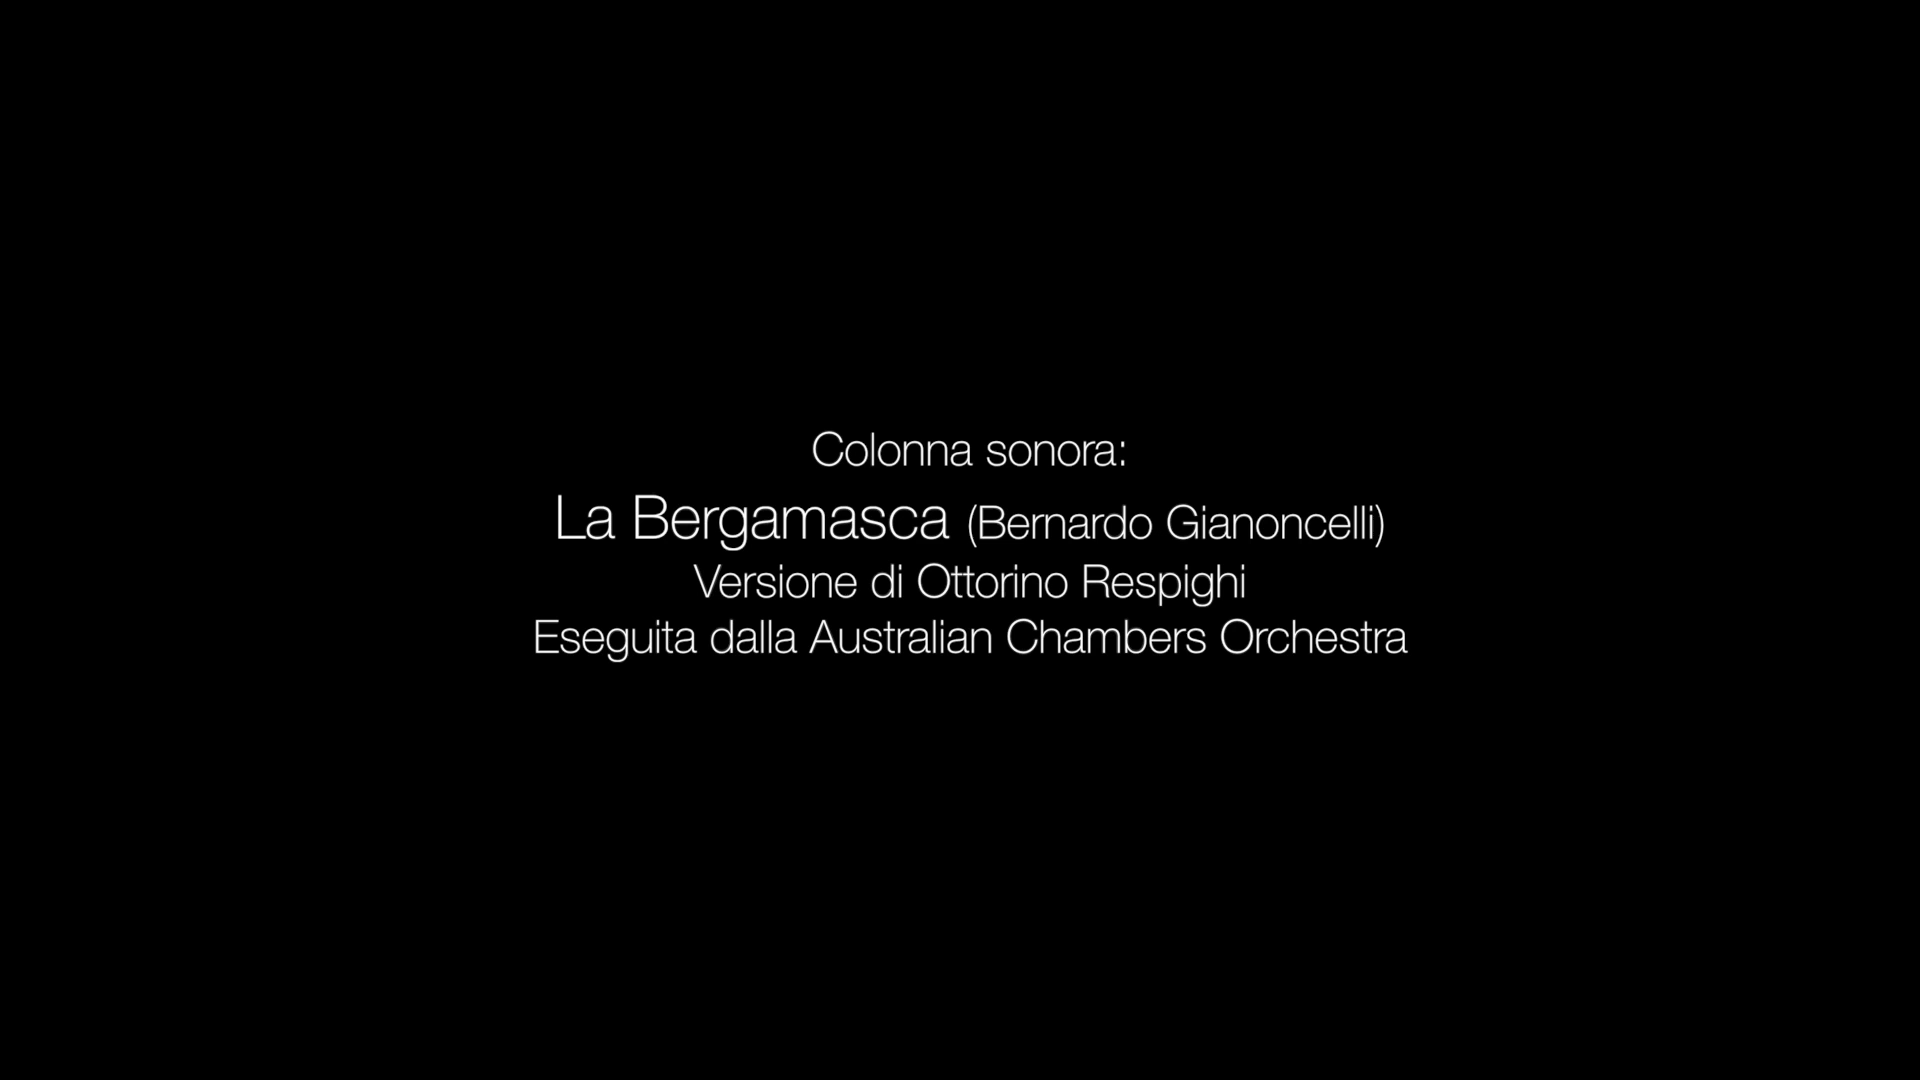 Colonna sonora:
La Bergamasca (Bernardo Gianoncelli)
Versione di Ottorino Respighi
Eseguita dalla Australian Chambers Orchestra